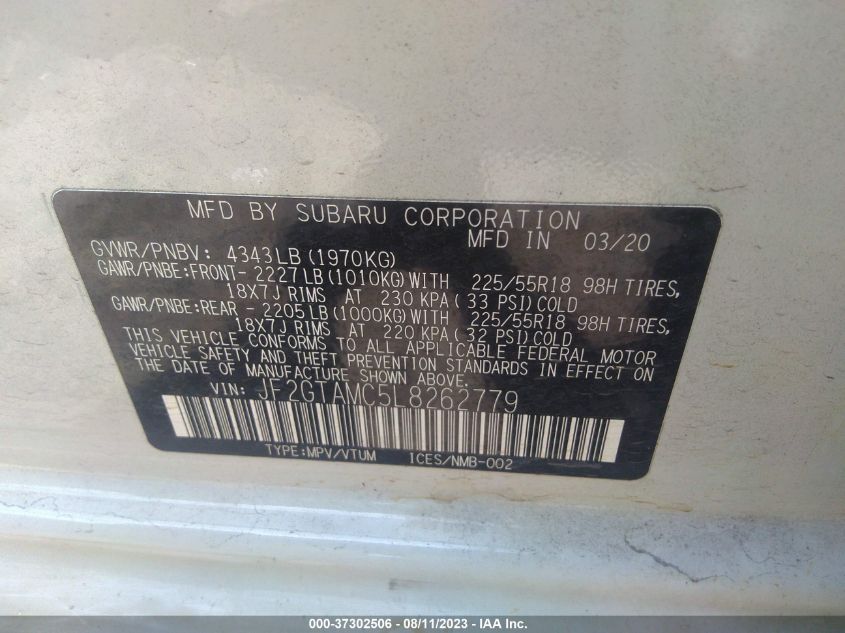 MFD BY SUBARU CORPORATION
MFD IN 03/20
GVWR/PNBV: 4343LB (1970KG)
GAWR/PNBE:FRONT- 2227LB (1010KG) WITH 225/55R18 98H TIRES,
18X7J RIMS AT 230 KPA ( 33 PSI) COLD
GAWR/PNBE:REAR - 2205LB (1000KG) WITH 225/55R18 98H TIRES,
18X7J RIMS AT 220 KPA ( 32 PSI) COLD
THIS VEHICLE CONFORMS TO ALL APPLICABLE FEDERAL MOTOR
VEHICLE SAFETY AND THEFT PREVENTION STANDARDS IN EFFECT ON
THE DATE OF MANUFACTURE SHOWN ABOVE.
VIN: JF2GTAMC5L8262779
TYPE:MPV/VTUM ICES/NMB-002
000-37302506 - 08/11/2023 - IAA Inc.